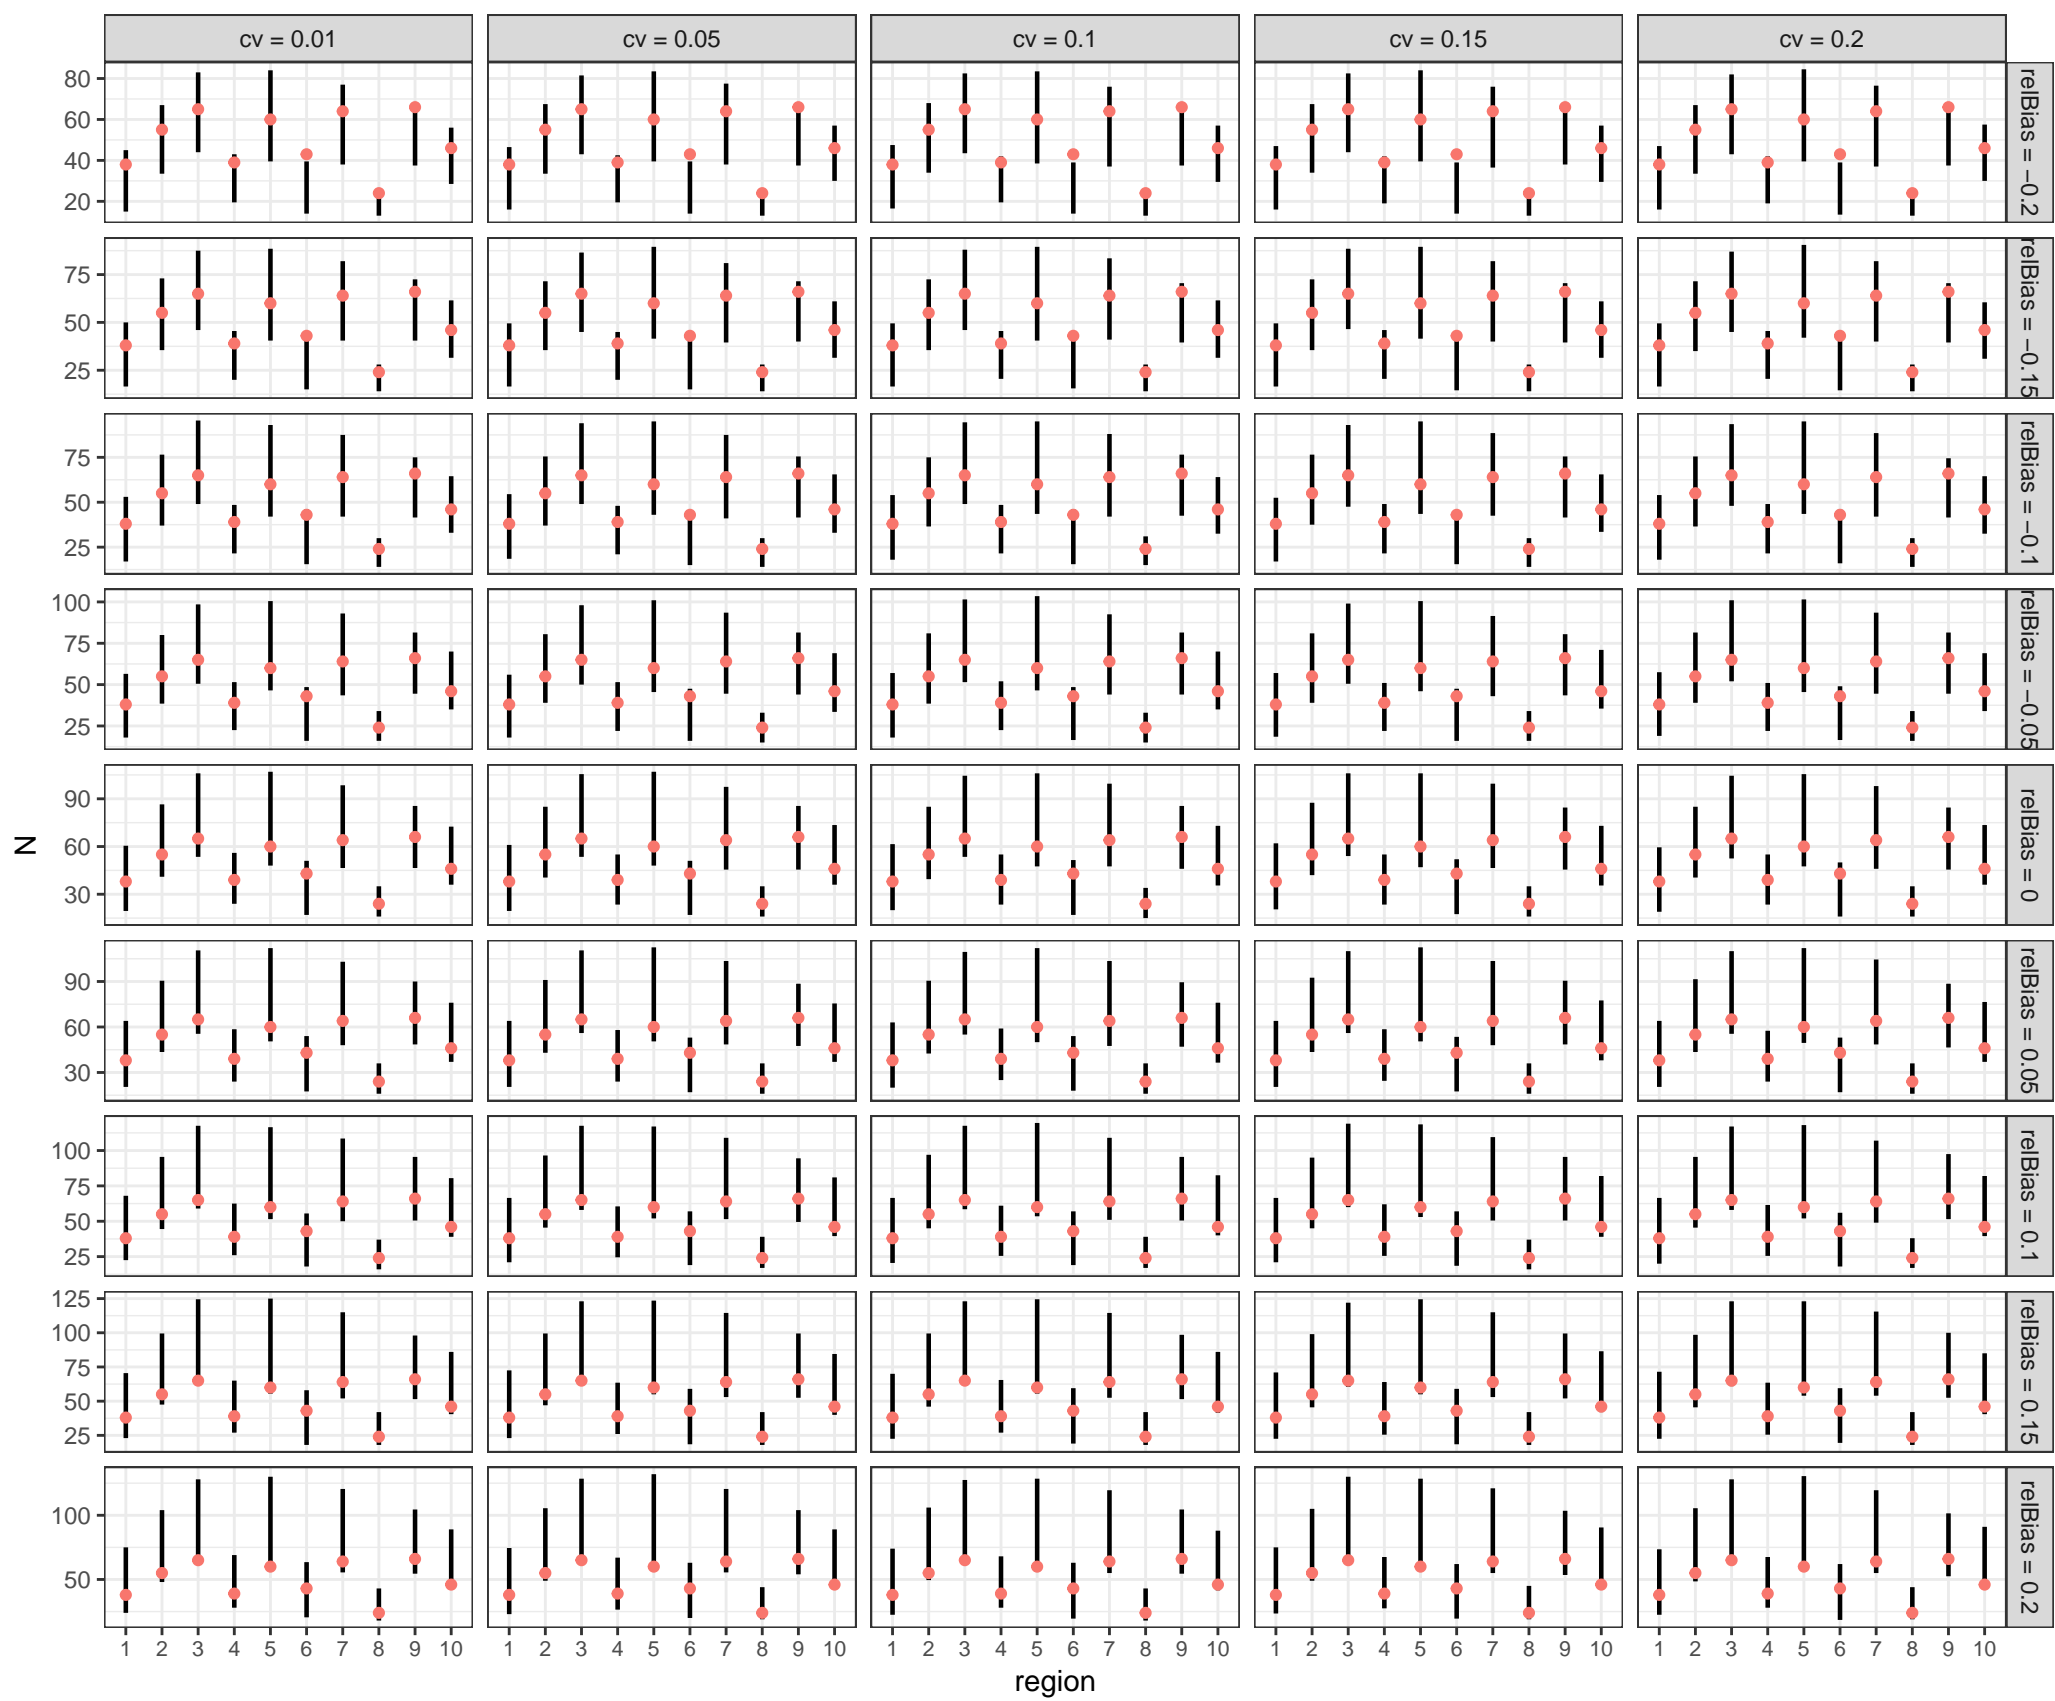 cv = 0.01
cv = 0.05
cv = 0.1
cv = 0.15
cv = 0.2
80
60
40
20
relBias = −0.2
75
50
25
relBias = −0.15
75
50
25
relBias = −0.1
100
75
50
25
relBias = −0.05
90
60
30
relBias = 0
90
60
30
relBias = 0.05
100
75
50
25
relBias = 0.1
125
100
75
50
25
relBias = 0.15
100
50
relBias = 0.2
N
1 2 3 4 5 6 7 8 9 10
1 2 3 4 5 6 7 8 9 10
1 2 3 4 5 6 7 8 9 10
1 2 3 4 5 6 7 8 9 10
1 2 3 4 5 6 7 8 9 10
region